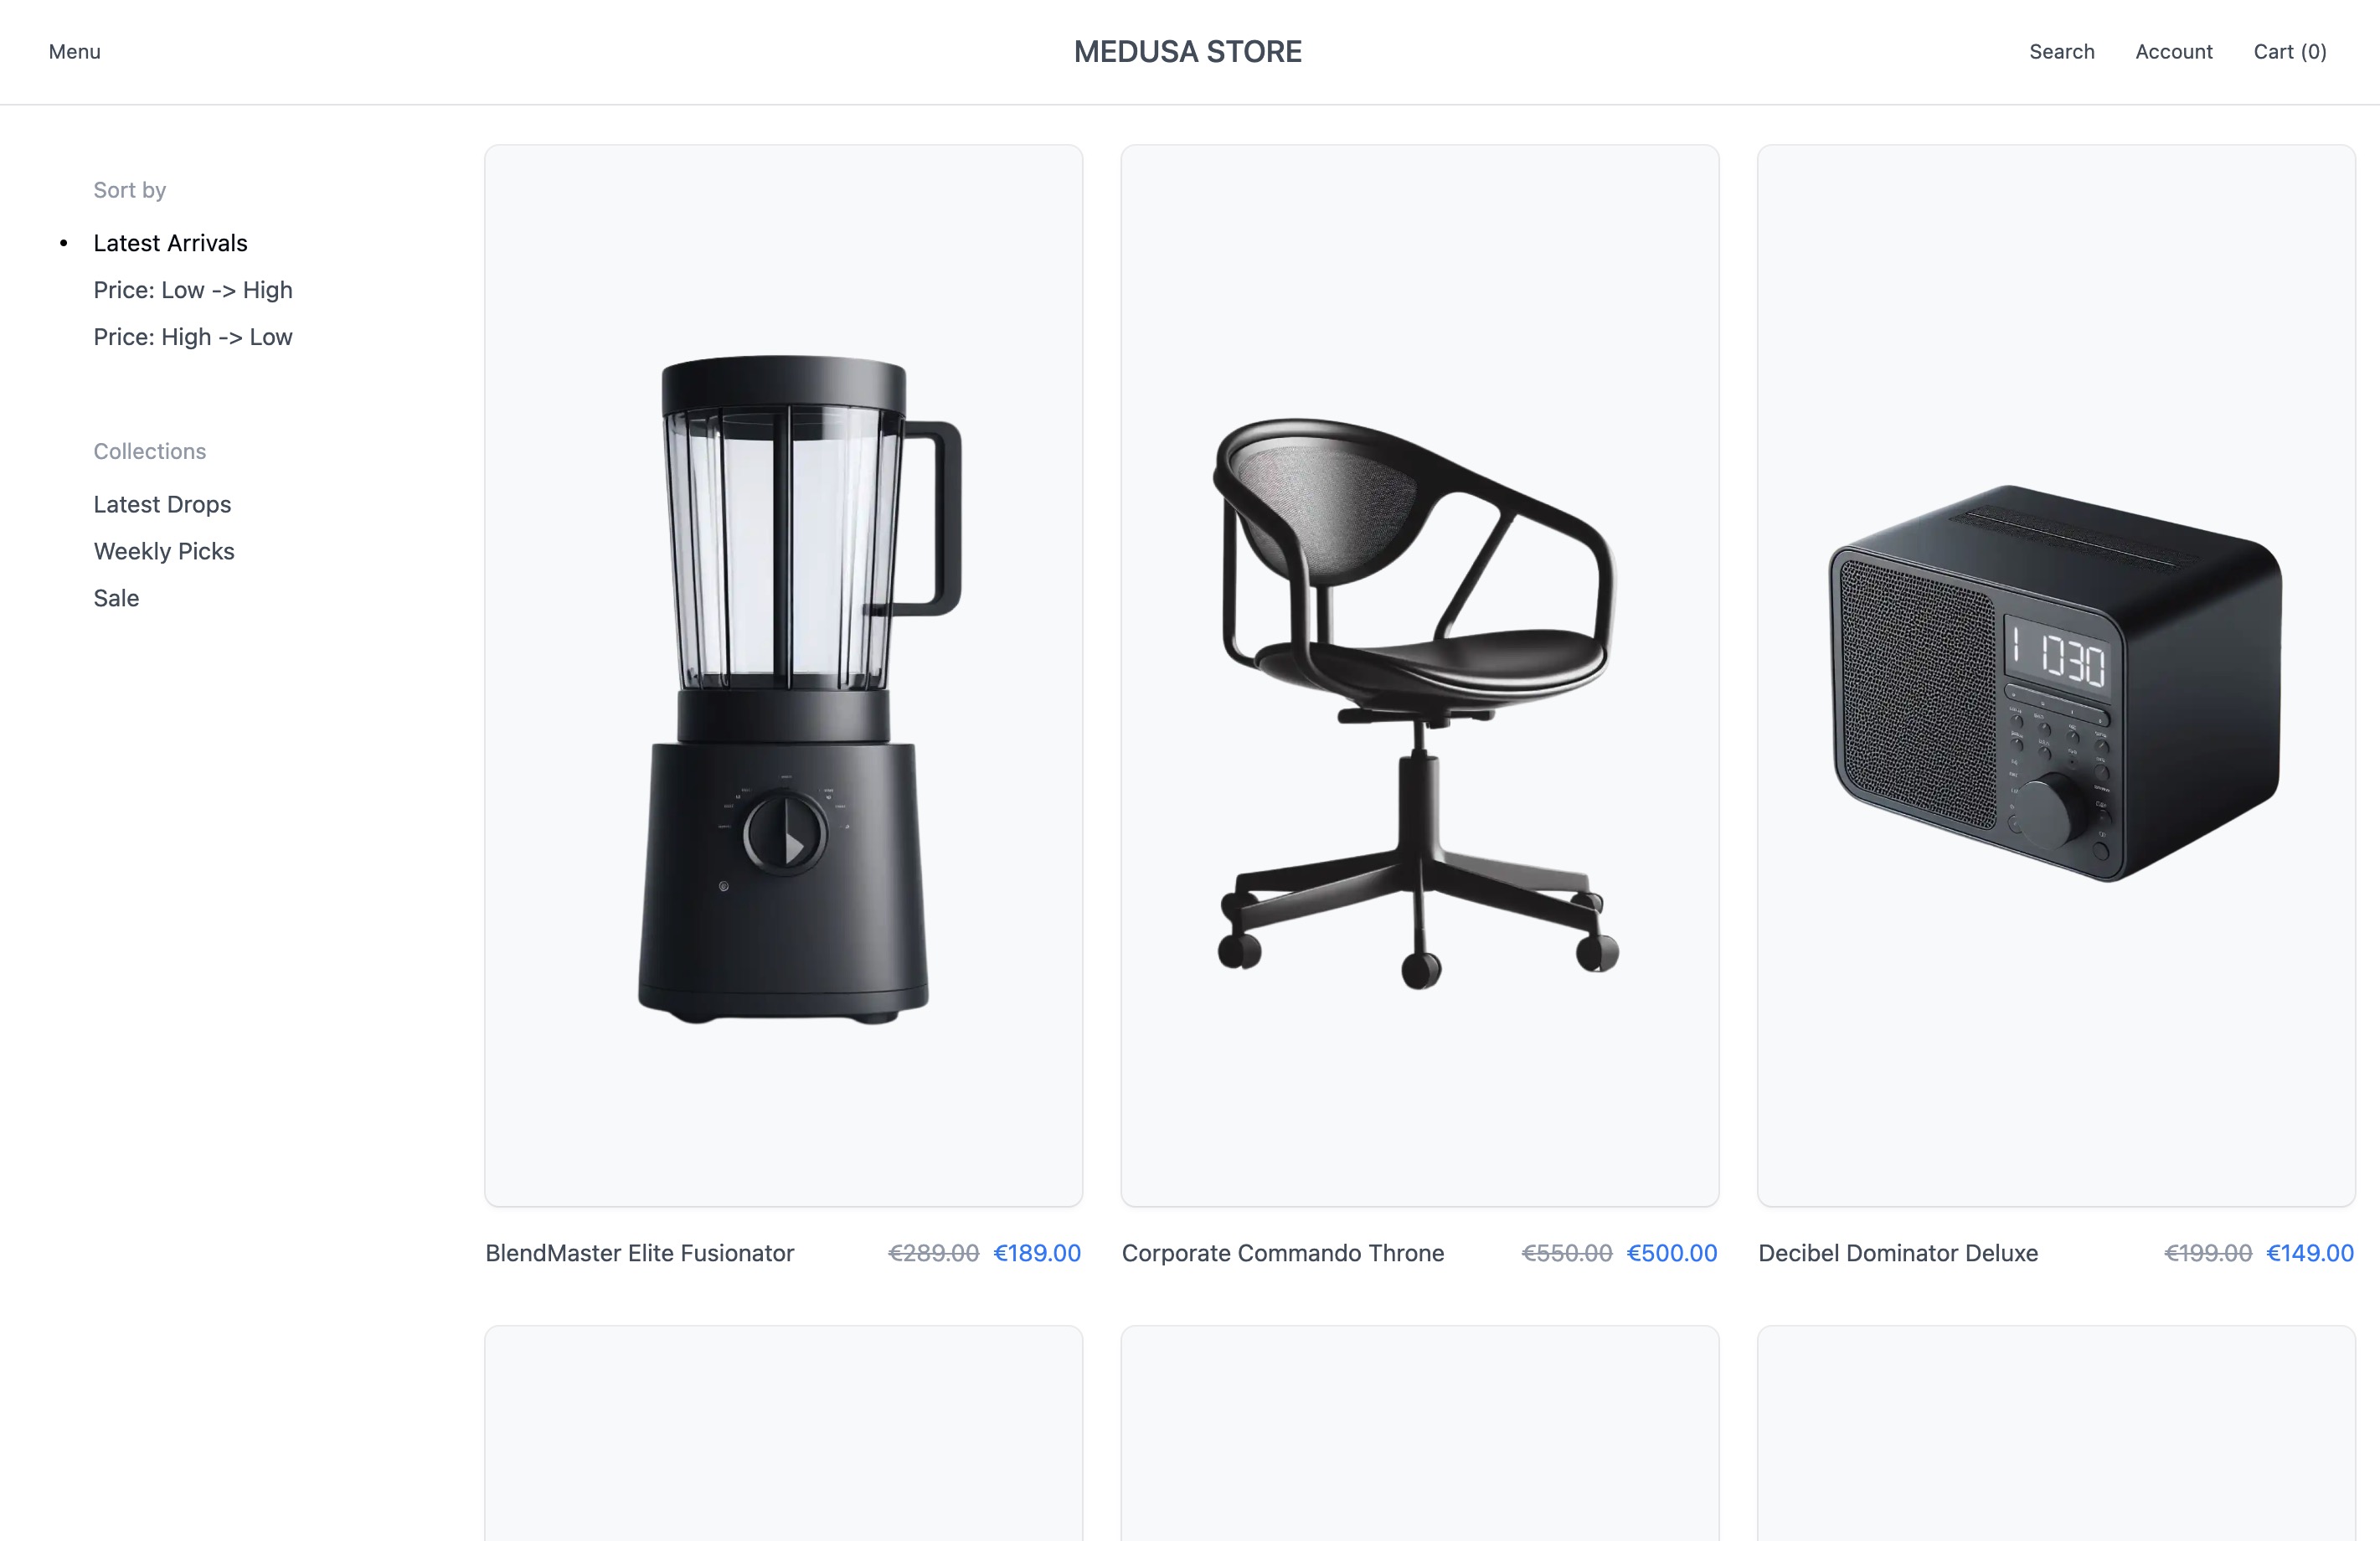 Menu
MEDUSA STORE
Search
Account
Cart (0)
Sort by
• Latest Arrivals
Price: Low -> High
Price: High -> Low
Collections
Latest Drops
Weekly Picks
Sale
1 1030
BlendMaster Elite Fusionator €289.00 €189.00
Corporate Commando Throne €550.00 €500.00
Decibel Dominator Deluxe €199.00 €149.00